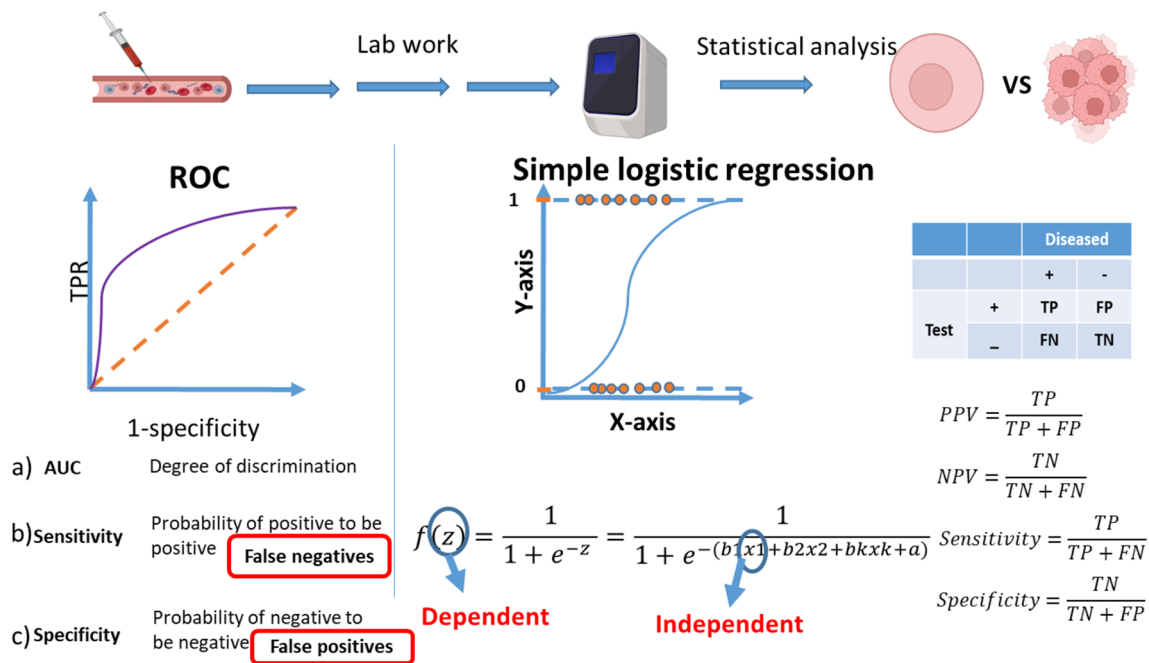 Lab work
Statistical analysis
VS
ROC
TPR
1-specificity
a) AUC Degree of discrimination
b) Sensitivity Probability of positive to be
positive False negatives
c) Specificity Probability of negative to
be negative False positives
Simple logistic regression
1
Y-axis
0
X-axis
f(z) = 1 / (1 + e^{-z}) = 1 / (1 + e^{-(b1x1+b2x2+bkxk+a)})
Dependent
Independent
Diseased
+ -
Test + TP FP
_ FN TN
PPV = TP / (TP + FP)
NPV = TN / (TN + FN)
Sensitivity = TP / (TP + FN)
Specificity = TN / (TN + FP)